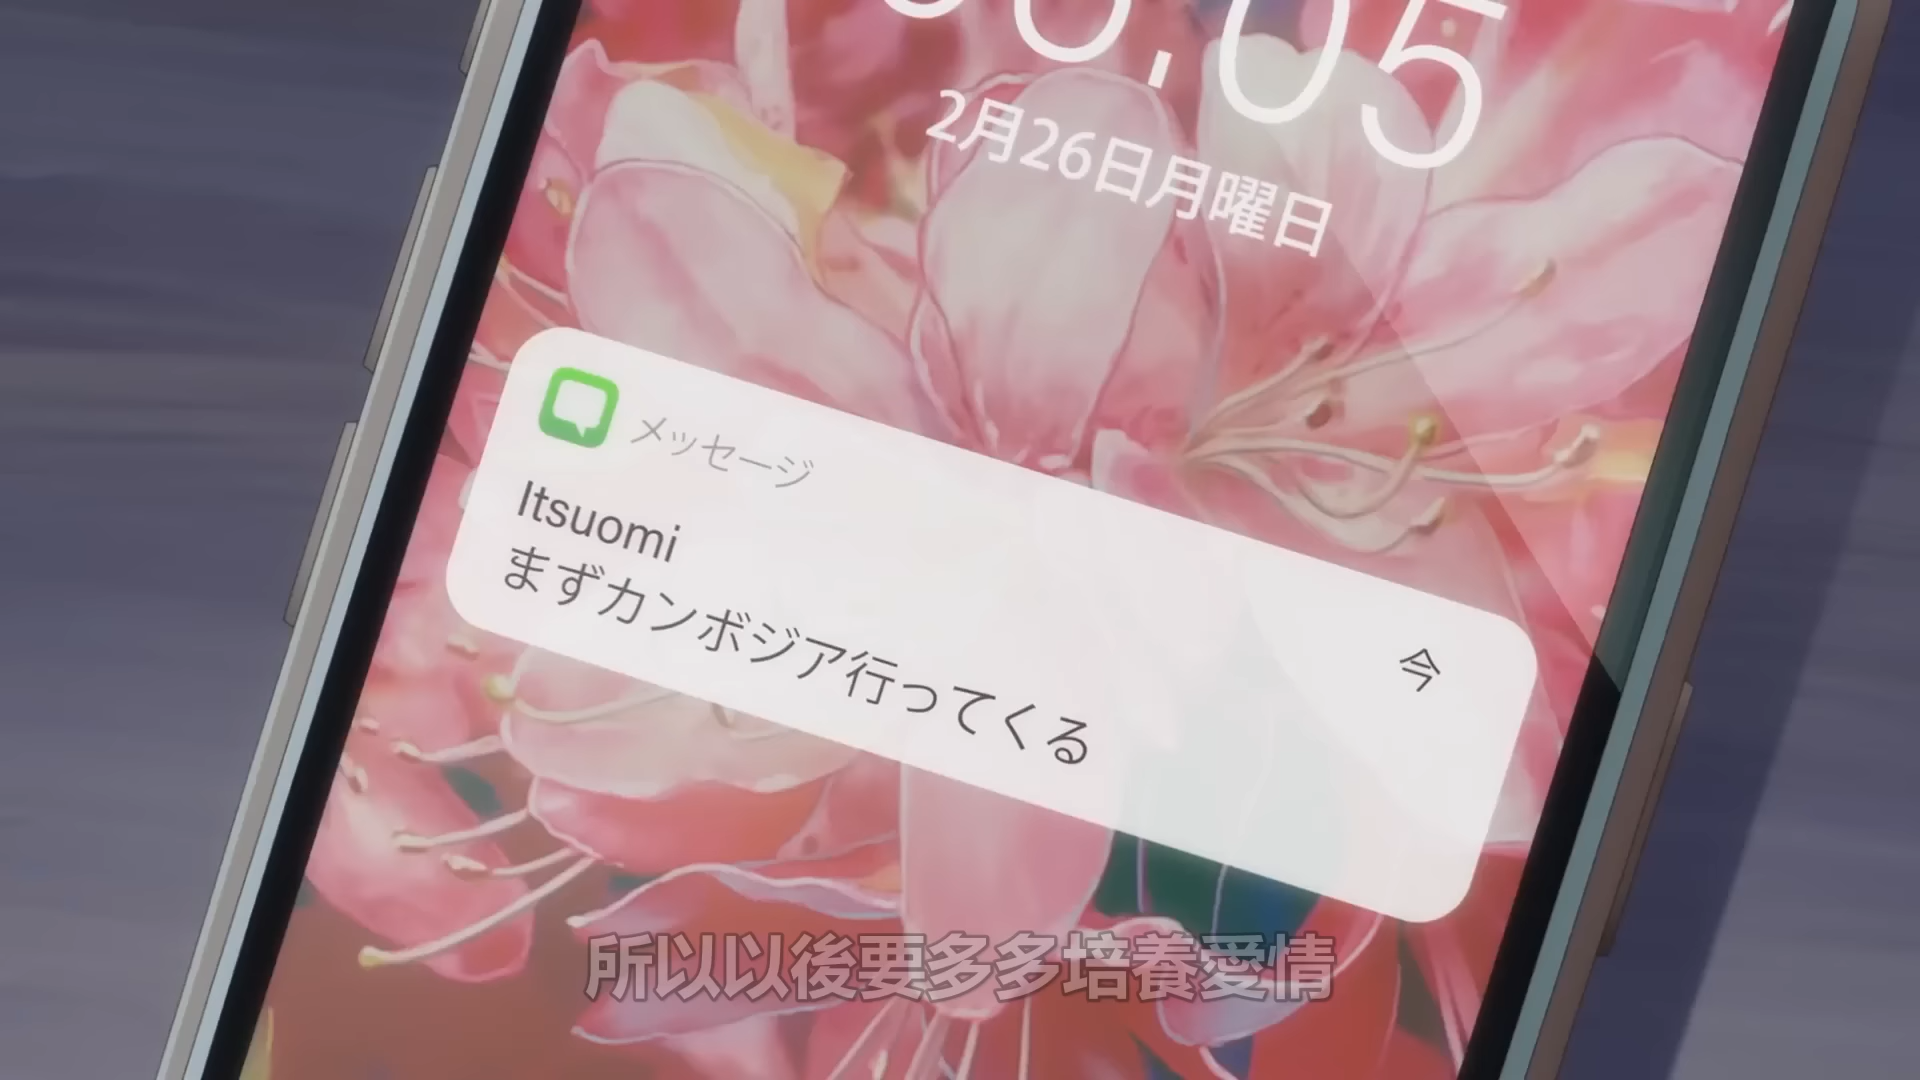 2月26日月曜日
メッセージ
Itsuomi
今
まずカンボジア行ってくる
所以以後要多多培養愛情